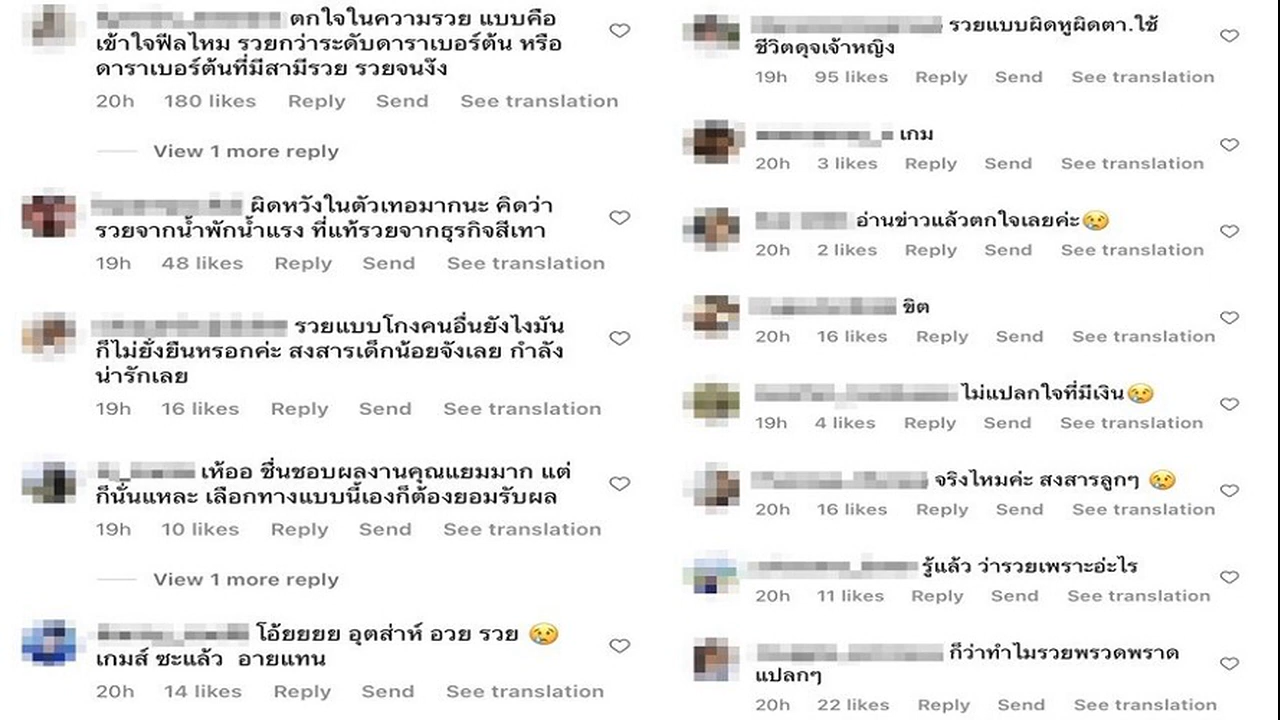 ตกใจในความรวย แบบคือ
เข้าใจฟีลไหม รวยกว่าระดับดาราเบอร์ต้น หรือ
ดาราเบอร์ต้นที่มีสามีรวย รวยจนงัง
20h 180 likes Reply Send See translation
View 1 more reply
ผิดหวังในตัวเทอมากนะ คิดว่า
รวยจากน้ำพักน้ำแรง ที่แท้รวยจากธุรกิจสีเทา
19h 48 likes Reply Send See translation
รวยแบบโกงคนอื่นยังไงมัน
ก็ไม่ยั่งยืนหรอกค่ะ สงสารเด็กน้อยจังเลย กำลัง
น่ารักเลย
19h 16 likes Reply Send See translation
เห้ออ ชื่นชอบผลงานคุณแยมมาก แต่
ก็นั่นแหละ เลือกทางแบบนี้เองก็ต้องยอมรับผล
19h 10 likes Reply Send See translation
View 1 more reply
โอ้ยยยย อุตส่าห์ อวย รวย 😢
เกมส์ ซะแล้ว อายแทน
20h 14 likes Reply Send See translation
รวยแบบผิดหูผิดตา.ใช้
ชีวิตดุจเจ้าหญิง
19h 95 likes Reply Send See translation
เกม
20h 3 likes Reply Send See translation
อ่านข่าวแล้วตกใจเลยค่ะ😢
20h 2 likes Reply Send See translation
ขิต
20h 16 likes Reply Send See translation
ไม่แปลกใจที่มีเงิน😢
19h 4 likes Reply Send See translation
จริงไหมค่ะ สงสารลูกๆ 😢
20h 16 likes Reply Send See translation
รู้แล้ว ว่ารวยเพราะอ่ะไร
20h 11 likes Reply Send See translation
ก็ว่าทำไมรวยพรวดพราด
แปลกๆ
20h 22 likes Reply Send See translation